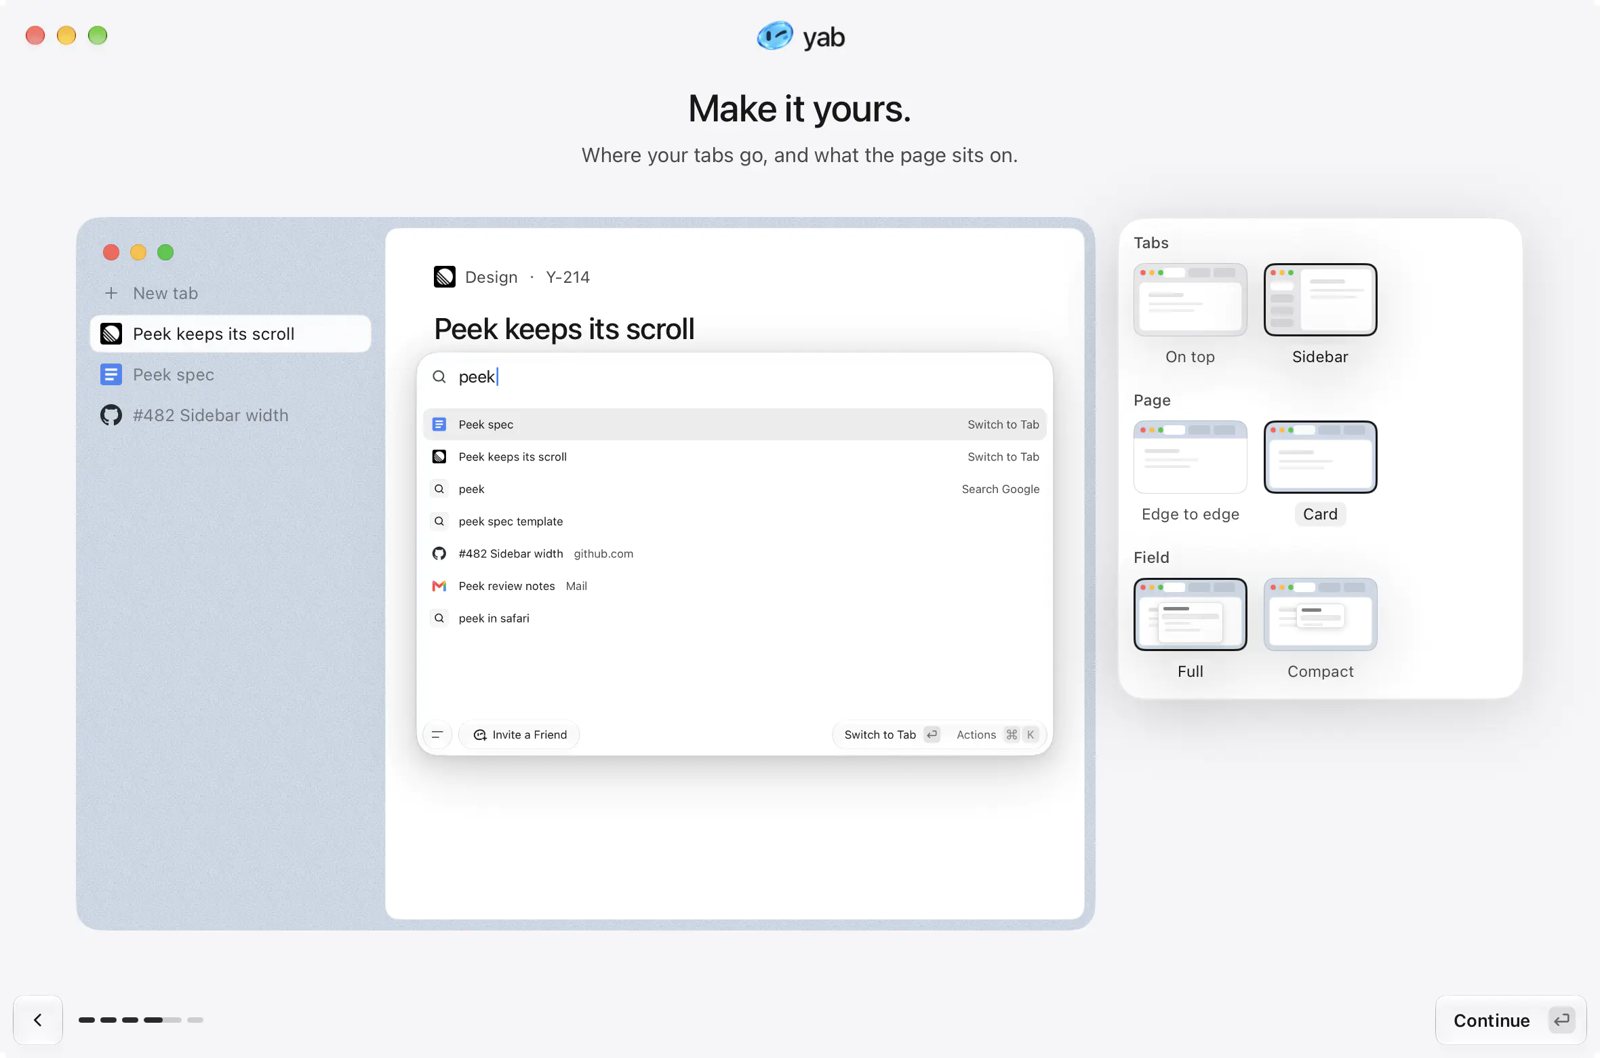 yab
Make it yours.
Where your tabs go, and what the page sits on.
New tab
Peek keeps its scroll
Peek spec
#482 Sidebar width
Design · Y-214
Peek keeps its scroll
peek
Peek spec Switch to Tab
Peek keeps its scroll Switch to Tab
peek Search Google
peek spec template
#482 Sidebar width github.com
Peek review notes Mail
peek in safari
Invite a Friend
Switch to Tab ↵ Actions ⌘ K
Tabs
On top Sidebar
Page
Edge to edge Card
Field
Full Compact
Continue ↵